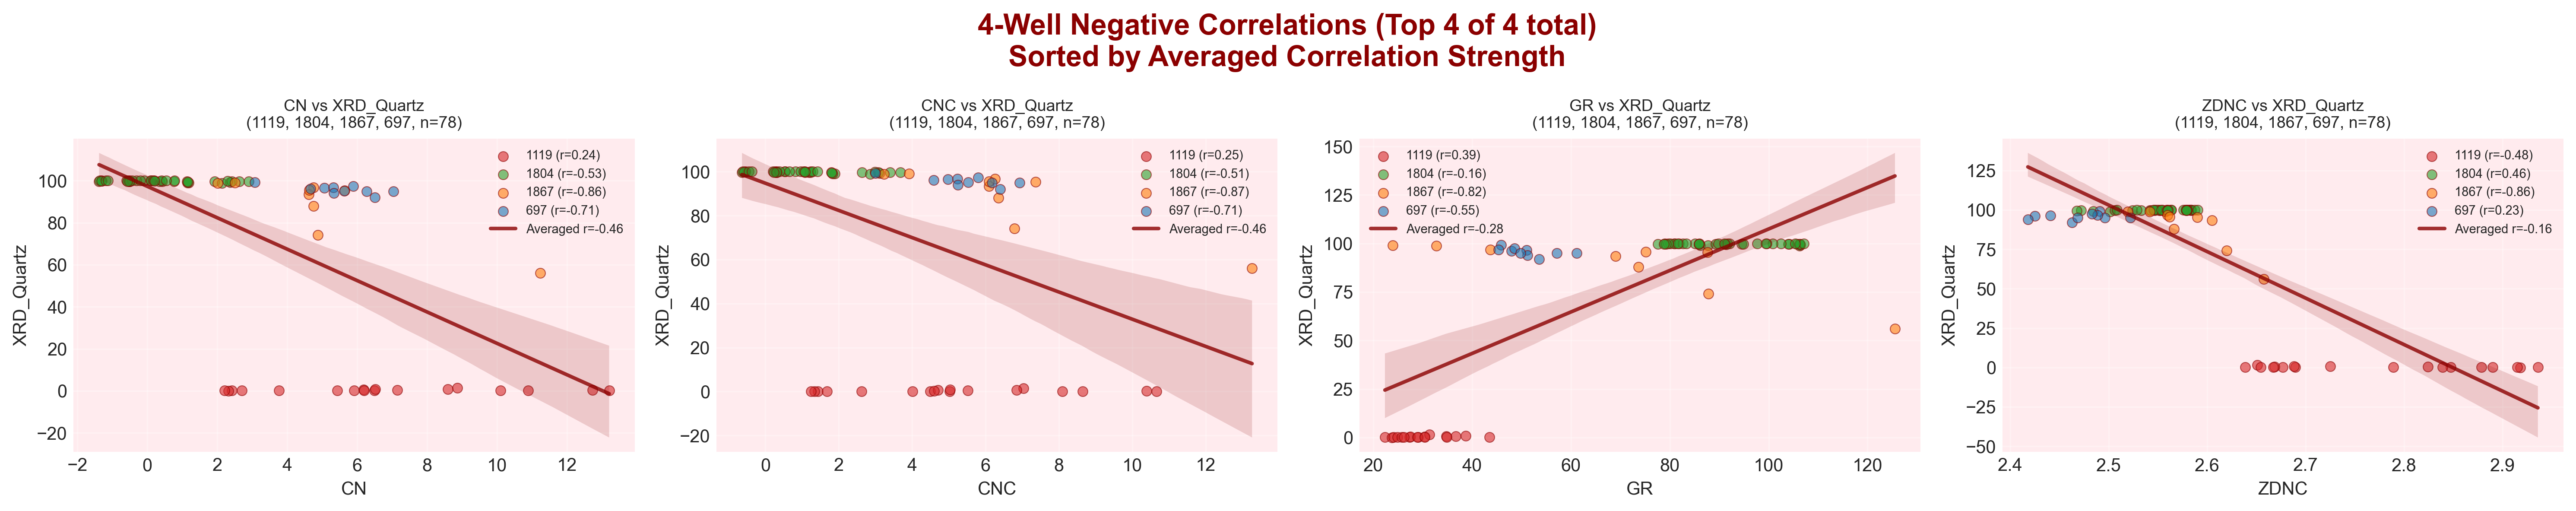 4-Well Negative Correlations (Top 4 of 4 total)
Sorted by Averaged Correlation Strength
CN vs XRD_Quartz
(1119, 1804, 1867, 697, n=78)
1119 (r=0.24)
1804 (r=-0.53)
1867 (r=-0.86)
697 (r=-0.71)
Averaged r=-0.46
100
80
60
40
20
0
−20
XRD_Quartz
−2 0 2 4 6 8 10 12
CN
CNC vs XRD_Quartz
(1119, 1804, 1867, 697, n=78)
1119 (r=0.25)
1804 (r=-0.51)
1867 (r=-0.87)
697 (r=-0.71)
Averaged r=-0.46
100
80
60
40
20
0
−20
XRD_Quartz
0 2 4 6 8 10 12
CNC
GR vs XRD_Quartz
(1119, 1804, 1867, 697, n=78)
1119 (r=0.39)
1804 (r=-0.16)
1867 (r=-0.82)
697 (r=-0.55)
Averaged r=-0.28
150
125
100
75
50
25
0
XRD_Quartz
20 40 60 80 100 120
GR
ZDNC vs XRD_Quartz
(1119, 1804, 1867, 697, n=78)
1119 (r=-0.48)
1804 (r=0.46)
1867 (r=-0.86)
697 (r=0.23)
Averaged r=-0.16
125
100
75
50
25
0
−25
−50
XRD_Quartz
2.4 2.5 2.6 2.7 2.8 2.9
ZDNC